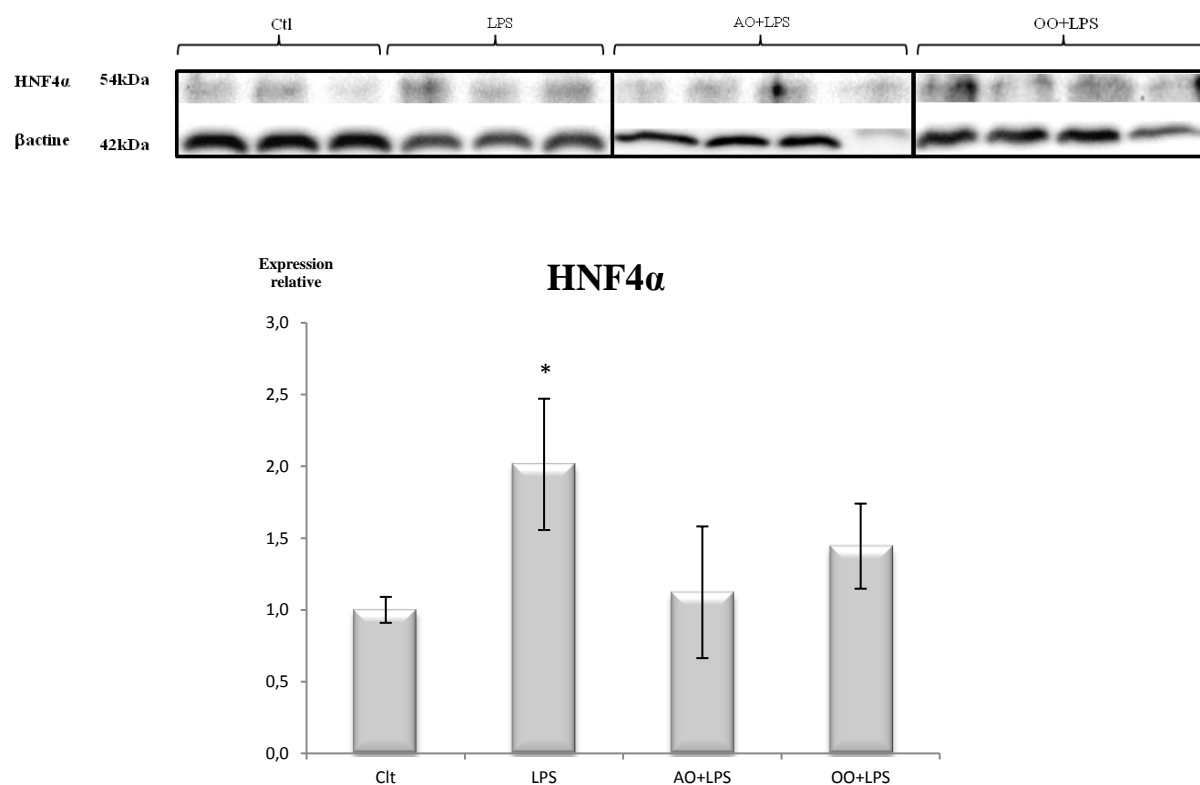 Ctl LPS AO+LPS OO+LPS
HNF4α 54kDa
βactine 42kDa
Expression
relative
HNF4α
3,0
*
2,5
2,0
1,5
1,0
0,5
0,0
Clt LPS AO+LPS OO+LPS